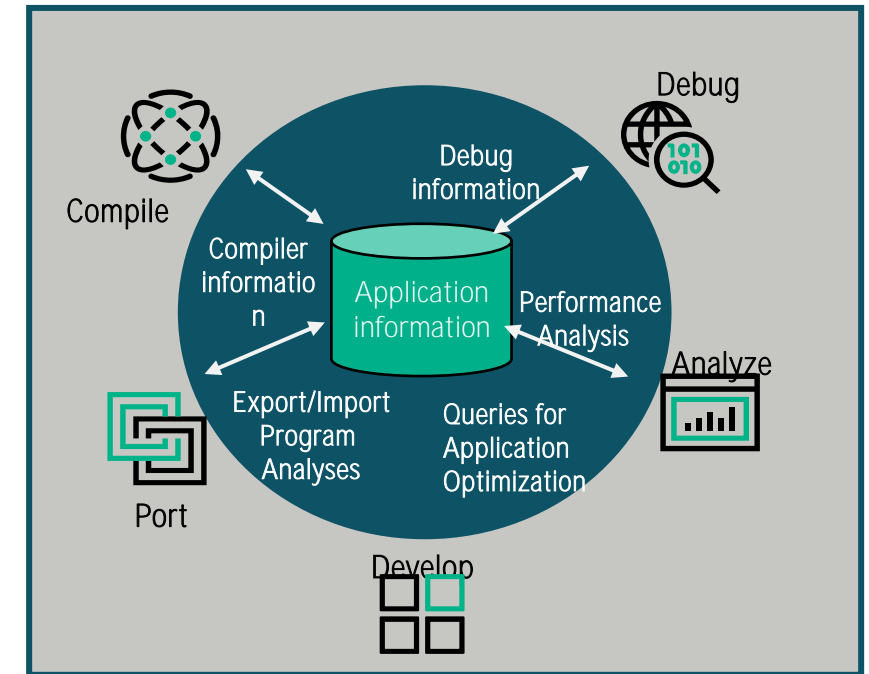 Debug
Compile
Debug
information
Compiler
informatio
n
Application
information
Performance
Analysis
Analyze
101
010
Export/Import
Program
Analyses
Queries for
Application
Optimization
Port
Develop